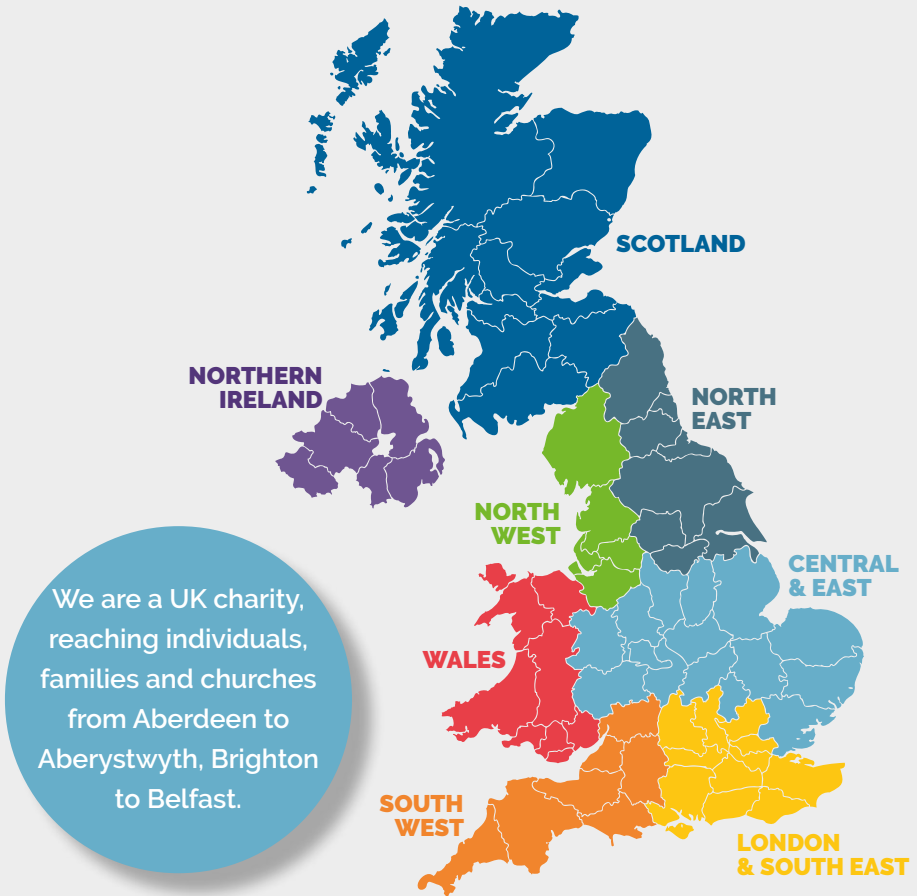 SCOTLAND
NORTHERN
IRELAND
NORTH
EAST
NORTH
WEST
CENTRAL
& EAST
We are a UK charity,
reaching individuals,
families and churches
from Aberdeen to
Aberystwyth, Brighton
to Belfast.
WALES
SOUTH
WEST
LONDON
& SOUTH EAST